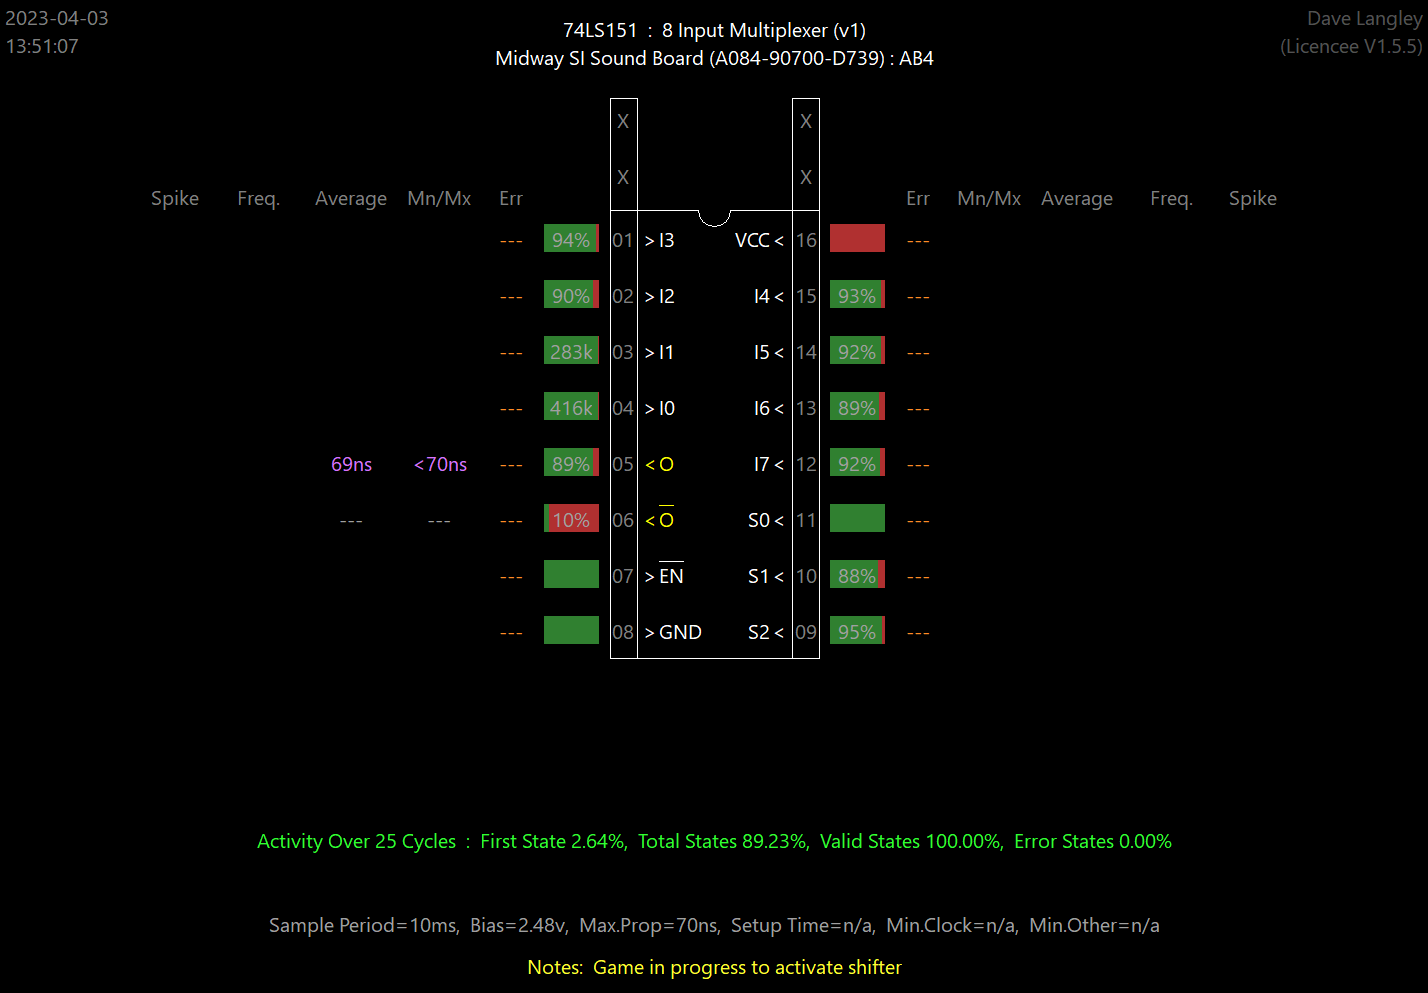 2023-04-03
13:51:07
74LS151 : 8 Input Multiplexer (v1)
Midway SI Sound Board (A084-90700-D739) : AB4
Dave Langley
(Licencee V1.5.5)
X X
X X
Spike Freq. Average Mn/Mx Err Err Mn/Mx Average Freq. Spike
--- 94% 01 > I3 VCC < 16 ---
--- 90% 02 > I2 I4 < 15 93% ---
--- 283k 03 > I1 I5 < 14 92% ---
--- 416k 04 > I0 I6 < 13 89% ---
69ns <70ns --- 89% 05 < O I7 < 12 92% ---
--- --- --- 10% 06 < O S0 < 11 ---
--- 07 > EN S1 < 10 88% ---
--- 08 > GND S2 < 09 95% ---
Activity Over 25 Cycles : First State 2.64%, Total States 89.23%, Valid States 100.00%, Error States 0.00%
Sample Period=10ms, Bias=2.48v, Max.Prop=70ns, Setup Time=n/a, Min.Clock=n/a, Min.Other=n/a
Notes: Game in progress to activate shifter